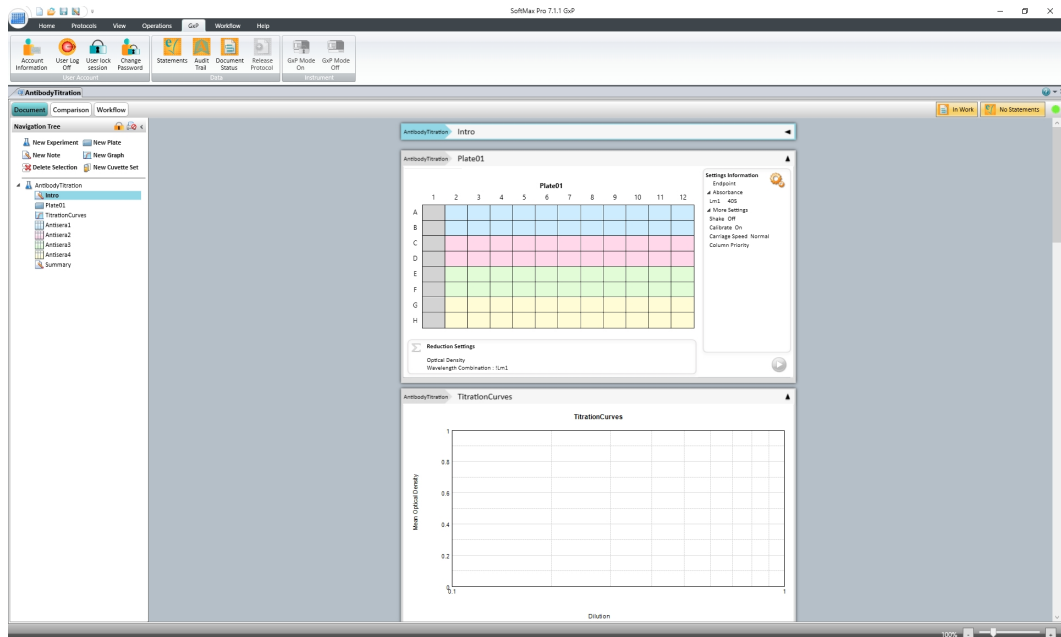 SoftMax Pro 7.1.1 GxP
Home Protocols View Operations GxP Workflow Help
Account Information
User Log Off
User lock session
Change Password
User Account
Statements
Audit Trail
Document Status
Release Protocol
Data
GxP Mode On
GxP Mode Off
Instrument
AntibodyTitration
Document Comparison Workflow
In Work
No Statements
Navigation Tree
New Experiment New Plate
New Note New Graph
Delete Selection New Cuvette Set
AntibodyTitration
Intro
Plate01
TitrationCurves
Antisera1
Antisera2
Antisera3
Antisera4
Summary
AntibodyTitration Intro
AntibodyTitration Plate01
Plate01
1 2 3 4 5 6 7 8 9 10 11 12
A
B
C
D
E
F
G
H
Settings Information
Endpoint
Absorbance
Lm1 405
More Settings
Shake Off
Calibrate On
Carriage Speed Normal
Column Priority
Reduction Settings
Optical Density
Wavelength Combination : !Lm1
AntibodyTitration TitrationCurves
TitrationCurves
Mean Optical Density
1
0.8
0.6
0.4
0.2
0
0.1 1
Dilution
100%